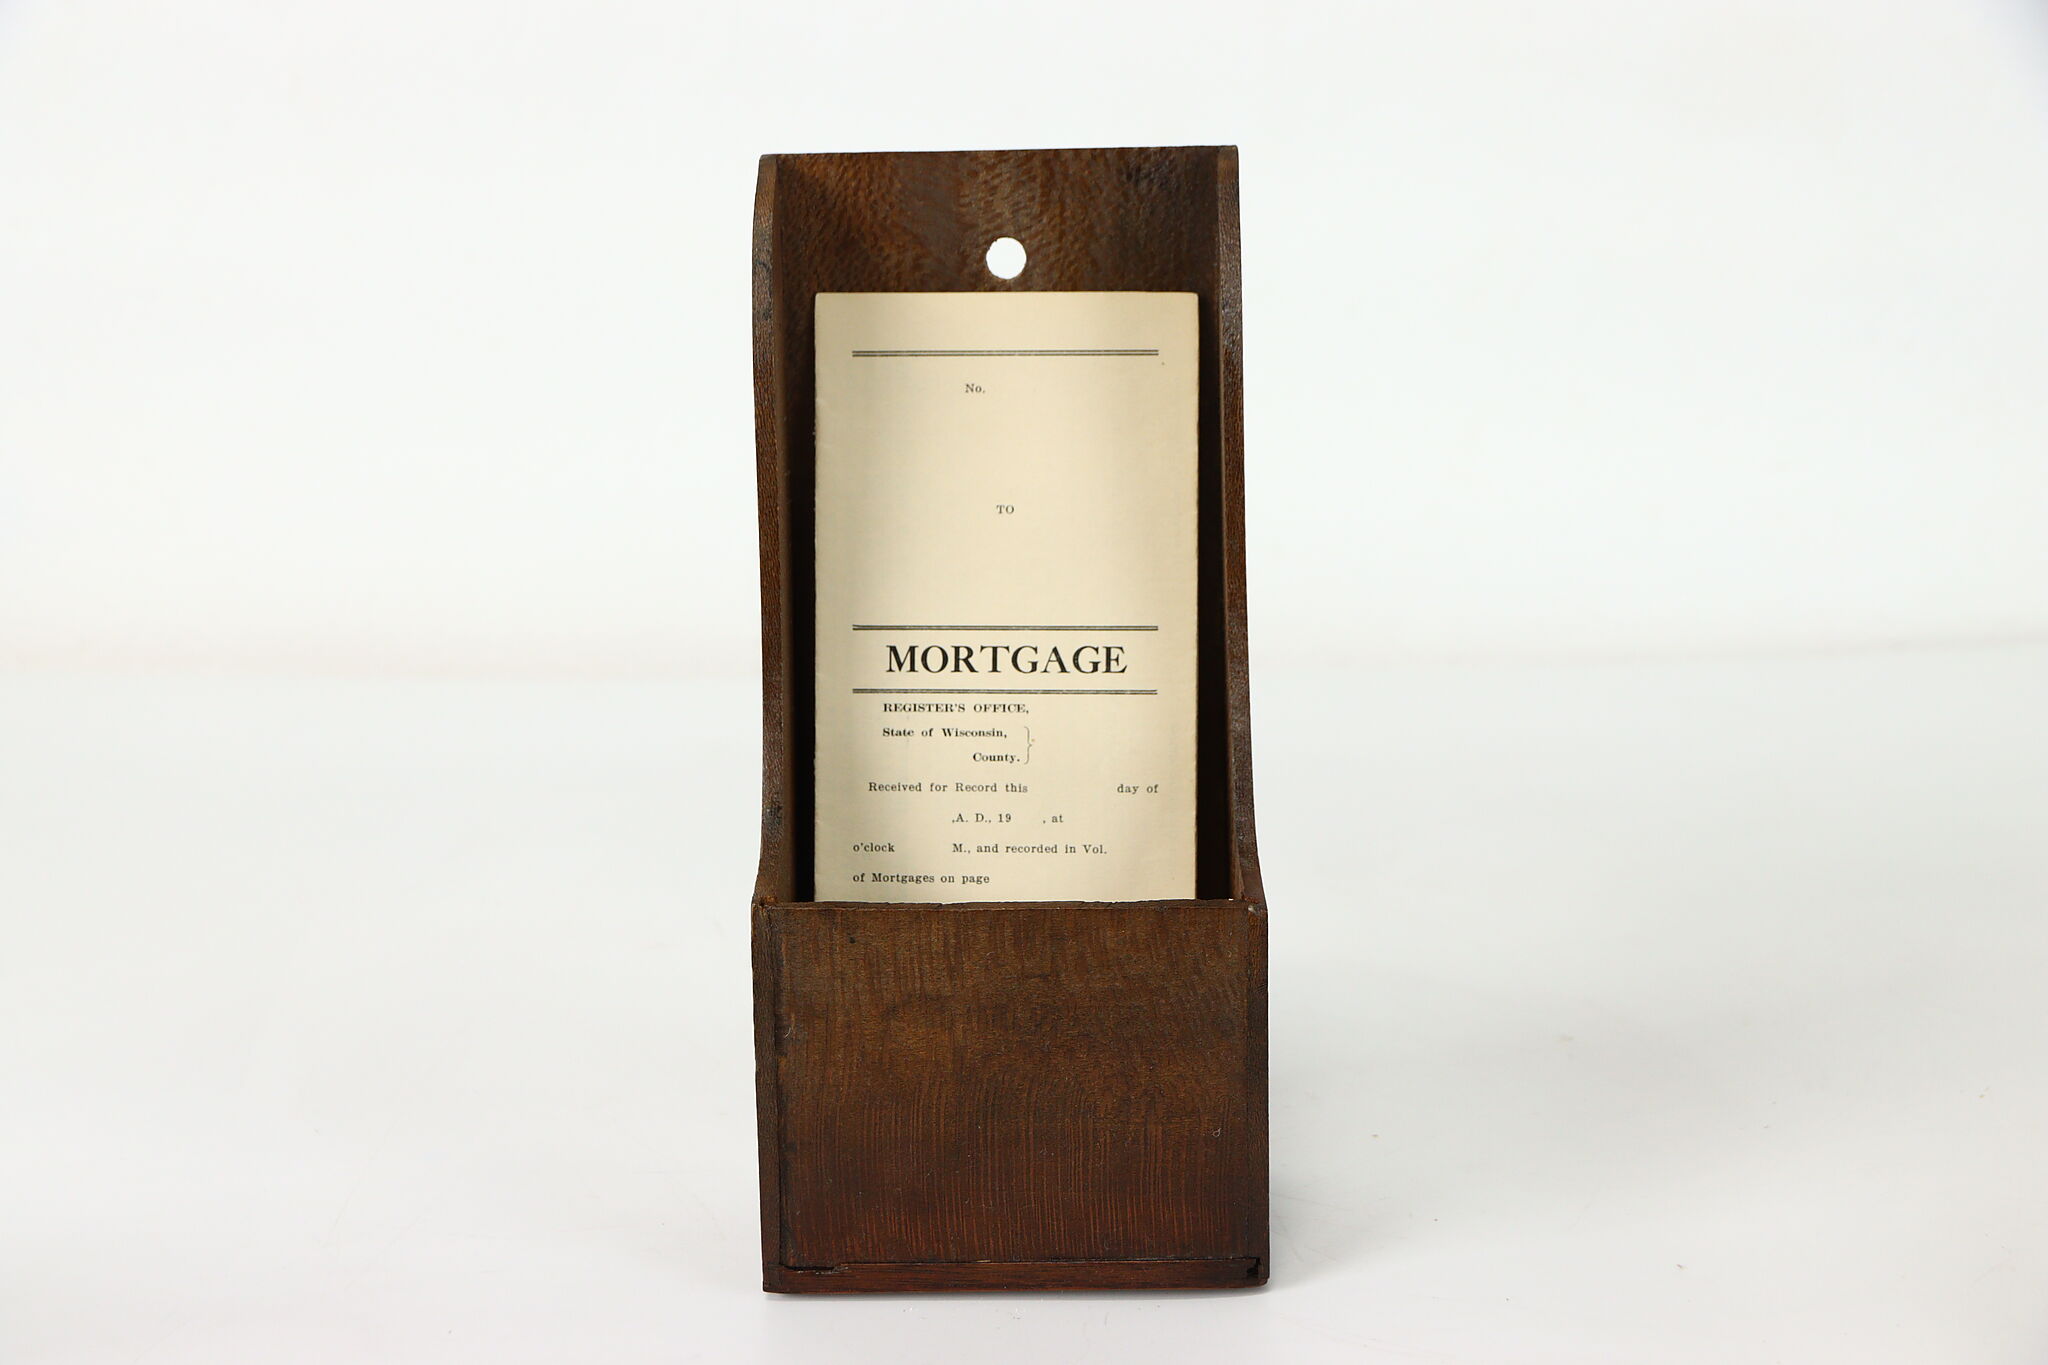 No.
TO
MORTGAGE
REGISTER'S OFFICE,
State of Wisconsin,
County.
Received for Record this day of
,A. D., 19 , at
o'clock M., and recorded in Vol.
of Mortgages on page